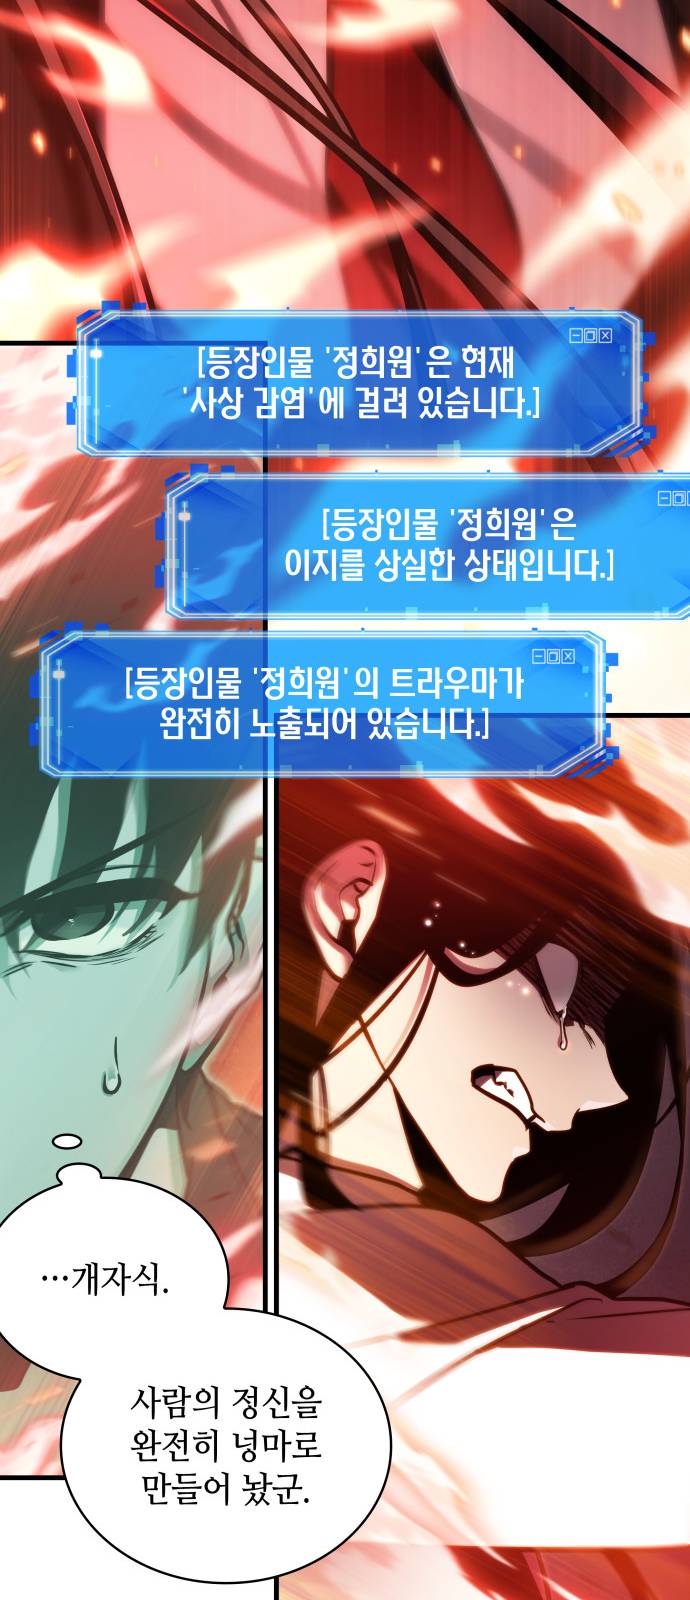 [등장인물 '정희원'은 현재
'사상 감염'에 걸려 있습니다.]
[등장인물 '정희원'은
이지를 상실한 상태입니다.]
[등장인물 '정희원'의 트라우마가
완전히 노출되어 있습니다.]
…개자식.
사람의 정신을
완전히 넝마로
만들어 놨군.